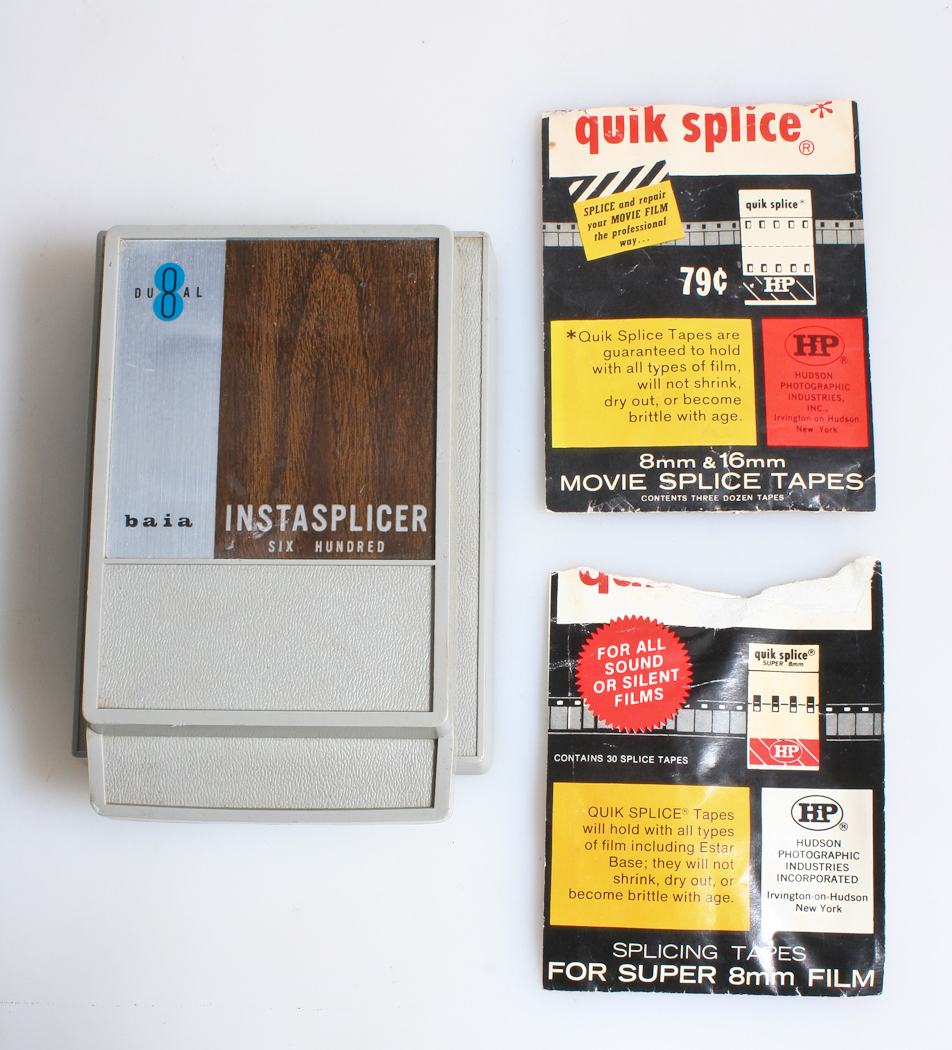 DU8AL
baia
INSTASPLICER
SIX HUNDRED
quik splice*®
SPLICE and repair
your MOVIE FILM
the professional
way...
quik splice*
79¢
HP
*Quik Splice Tapes are
guaranteed to hold
with all types of film,
will not shrink,
dry out, or become
brittle with age.
HP®
HUDSON
PHOTOGRAPHIC
INDUSTRIES,
INC.,
Irvington-on-Hudson,
New York
8mm & 16mm
MOVIE SPLICE TAPES
CONTENTS THREE DOZEN TAPES
FOR ALL
SOUND
OR SILENT
FILMS
quik splice®
SUPER 8mm
HP
CONTAINS 30 SPLICE TAPES
QUIK SPLICE® Tapes
will hold with all types
of film including Estar
Base; they will not
shrink, dry out, or
become brittle with age.
HP®
HUDSON
PHOTOGRAPHIC
INDUSTRIES
INCORPORATED
Irvington-on-Hudson
New York
SPLICING TAPES
FOR SUPER 8mm FILM